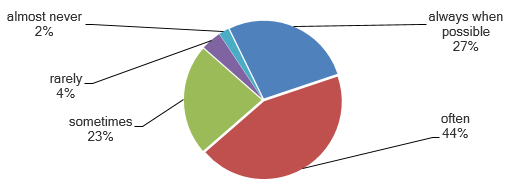 almost never
2%
always when
possible
27%
rarely
4%
sometimes
23%
often
44%